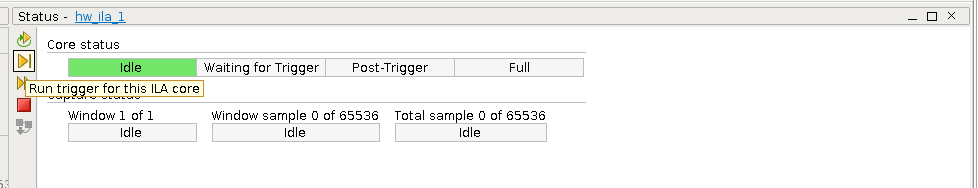 Status - hw_ila_1
Core status
Idle Waiting for Trigger Post-Trigger Full
Run trigger for this ILA core
Capture status
Window 1 of 1 Window sample 0 of 65536 Total sample 0 of 65536
Idle Idle Idle